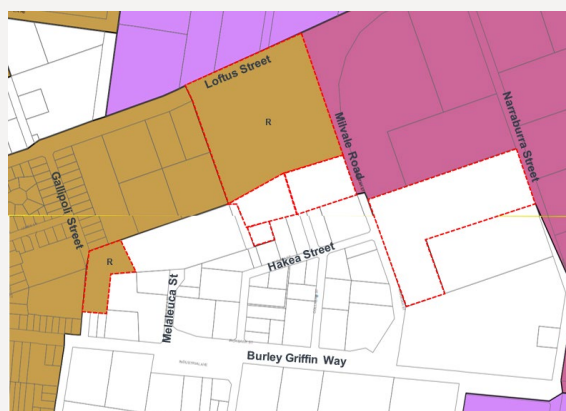 Loftus Street
R
Milvale Road
Narraburra Street
Gallipoli Street
R
Hakea Street
Melaleuca St
Burley Griffin Way